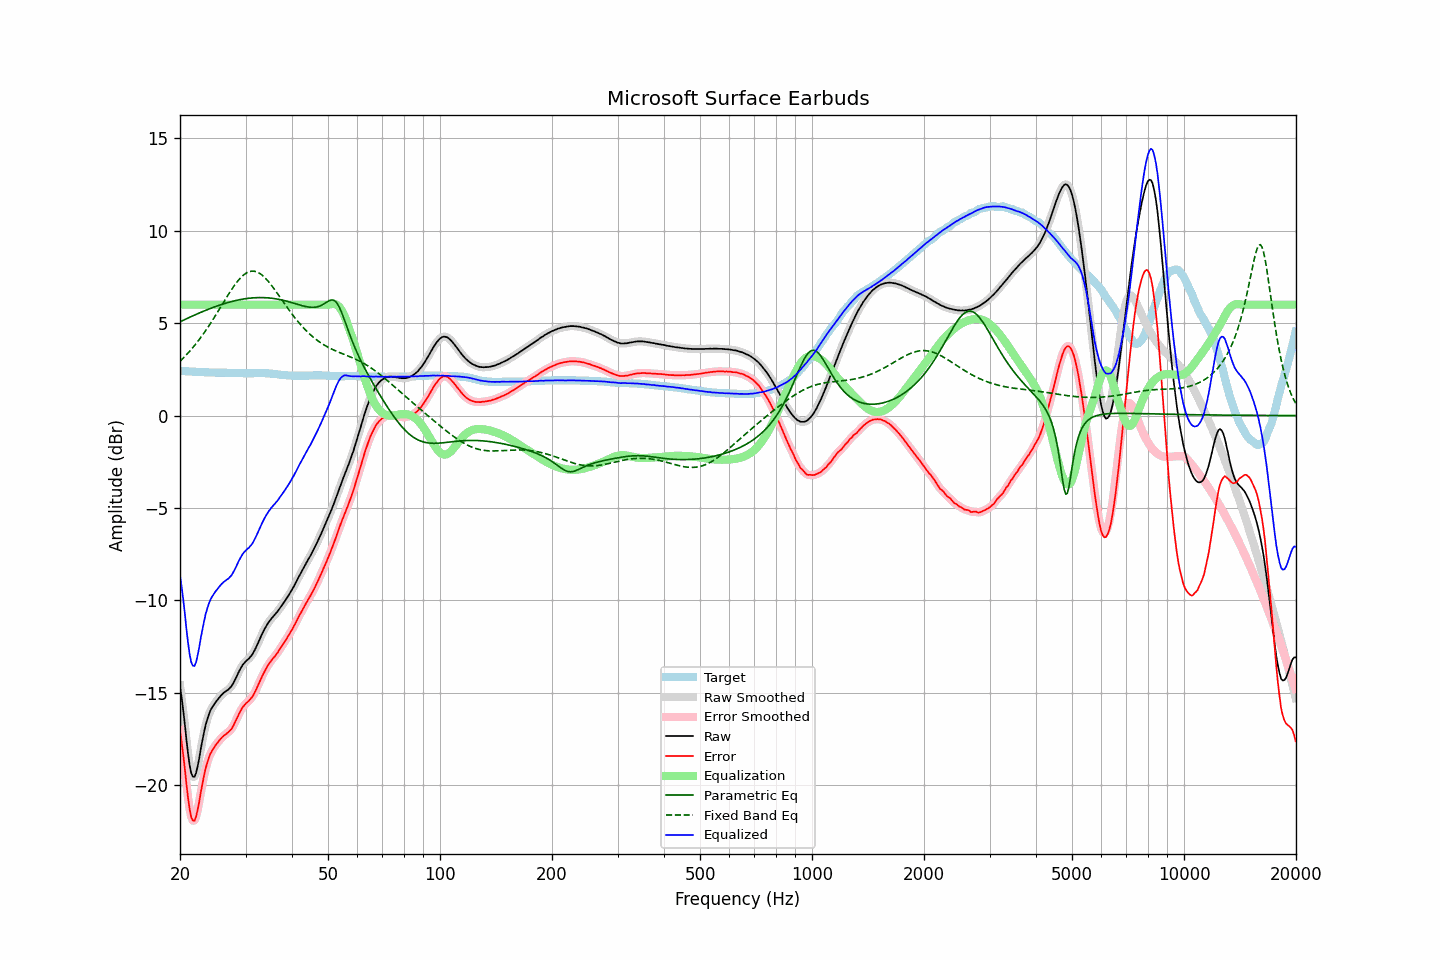 Microsoft Surface Earbuds
Amplitude (dBr)
15
10
5
0
−5
−10
−15
−20
Target
Raw Smoothed
Error Smoothed
Raw
Error
Equalization
Parametric Eq
Fixed Band Eq
Equalized
20 50 100 200 500 1000 2000 5000 10000 20000
Frequency (Hz)